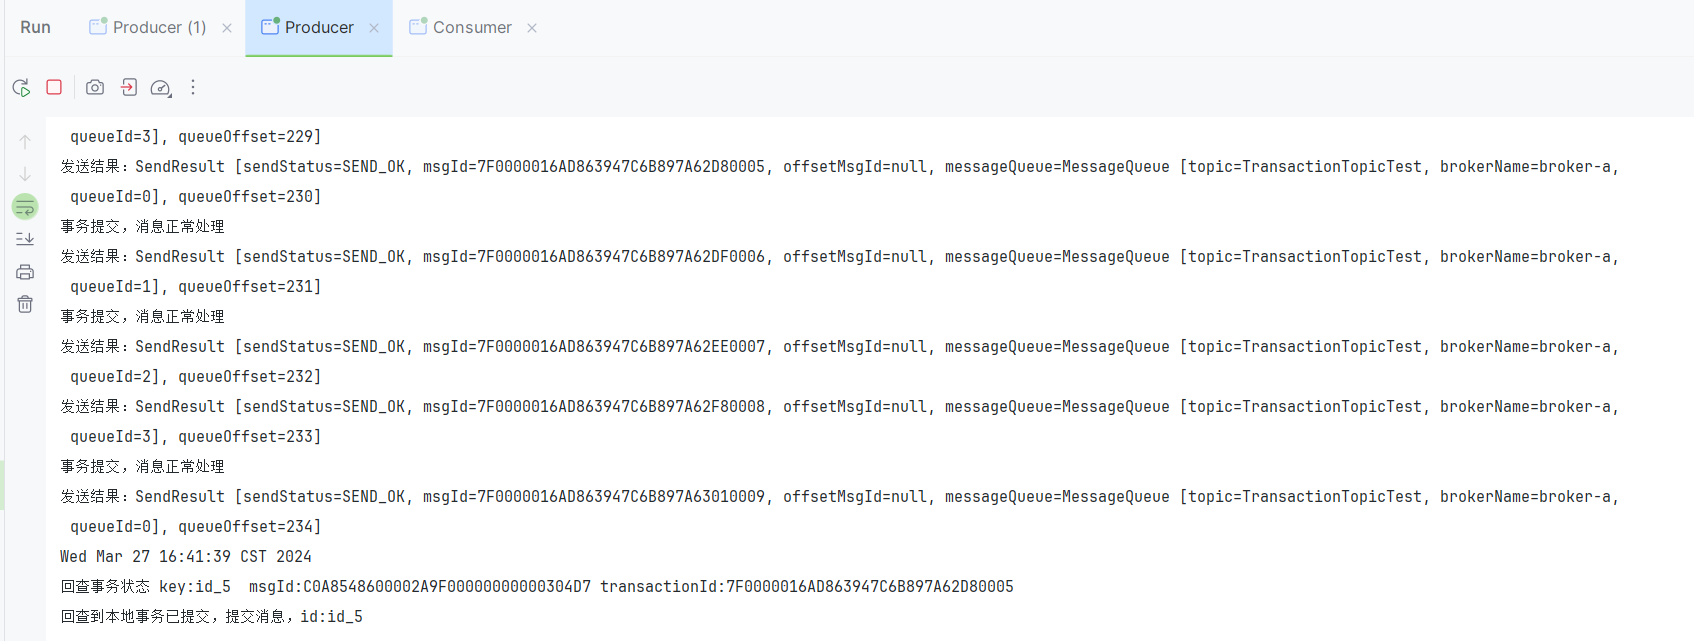 Run Producer (1) Producer Consumer
queueId=3], queueOffset=229]
发送结果：SendResult [sendStatus=SEND_OK, msgId=7F0000016AD863947C6B897A62D80005, offsetMsgId=null, messageQueue=MessageQueue [topic=TransactionTopicTest, brokerName=broker-a,
queueId=0], queueOffset=230]
事务提交，消息正常处理
发送结果：SendResult [sendStatus=SEND_OK, msgId=7F0000016AD863947C6B897A62DF0006, offsetMsgId=null, messageQueue=MessageQueue [topic=TransactionTopicTest, brokerName=broker-a,
queueId=1], queueOffset=231]
事务提交，消息正常处理
发送结果：SendResult [sendStatus=SEND_OK, msgId=7F0000016AD863947C6B897A62EE0007, offsetMsgId=null, messageQueue=MessageQueue [topic=TransactionTopicTest, brokerName=broker-a,
queueId=2], queueOffset=232]
发送结果：SendResult [sendStatus=SEND_OK, msgId=7F0000016AD863947C6B897A62F80008, offsetMsgId=null, messageQueue=MessageQueue [topic=TransactionTopicTest, brokerName=broker-a,
queueId=3], queueOffset=233]
事务提交，消息正常处理
发送结果：SendResult [sendStatus=SEND_OK, msgId=7F0000016AD863947C6B897A63010009, offsetMsgId=null, messageQueue=MessageQueue [topic=TransactionTopicTest, brokerName=broker-a,
queueId=0], queueOffset=234]
Wed Mar 27 16:41:39 CST 2024
回查事务状态 key:id_5  msgId:C0A8548600002A9F00000000000304D7 transactionId:7F0000016AD863947C6B897A62D80005
回查到本地事务已提交，提交消息，id:id_5